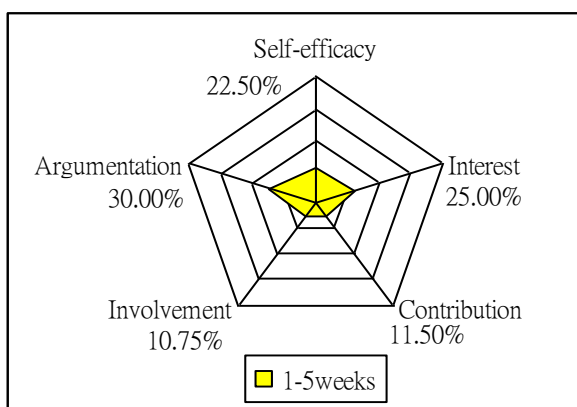 Self-efficacy
22.50%
Argumentation
30.00%
Interest
25.00%
Involvement
10.75%
Contribution
11.50%
1-5weeks